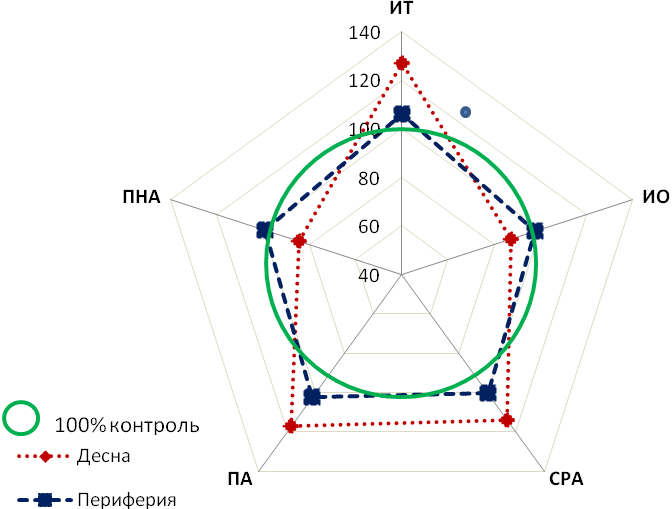 ИТ
140
120
100
80
60
40
ПНА
ИО
ПА
СРА
100% контроль
Десна
Периферия